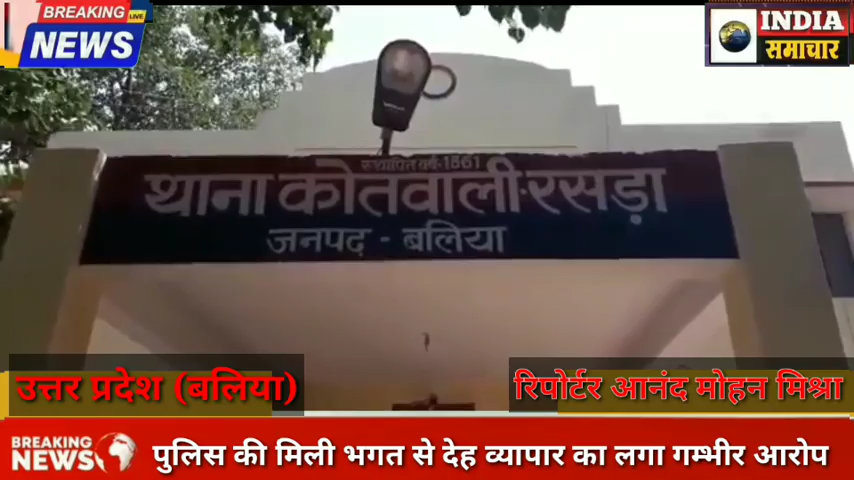 BREAKING LIVE
NEWS
INDIA
समाचार
स्थापित वर्ष-1861
थाना कोतवाली-रसड़ा
जनपद - बलिया
उत्तर प्रदेश (बलिया)
रिपोर्टर आनंद मोहन मिश्रा
BREAKING
NEWS
पुलिस की मिली भगत से देह व्यापार का लगा गम्भीर आरोप